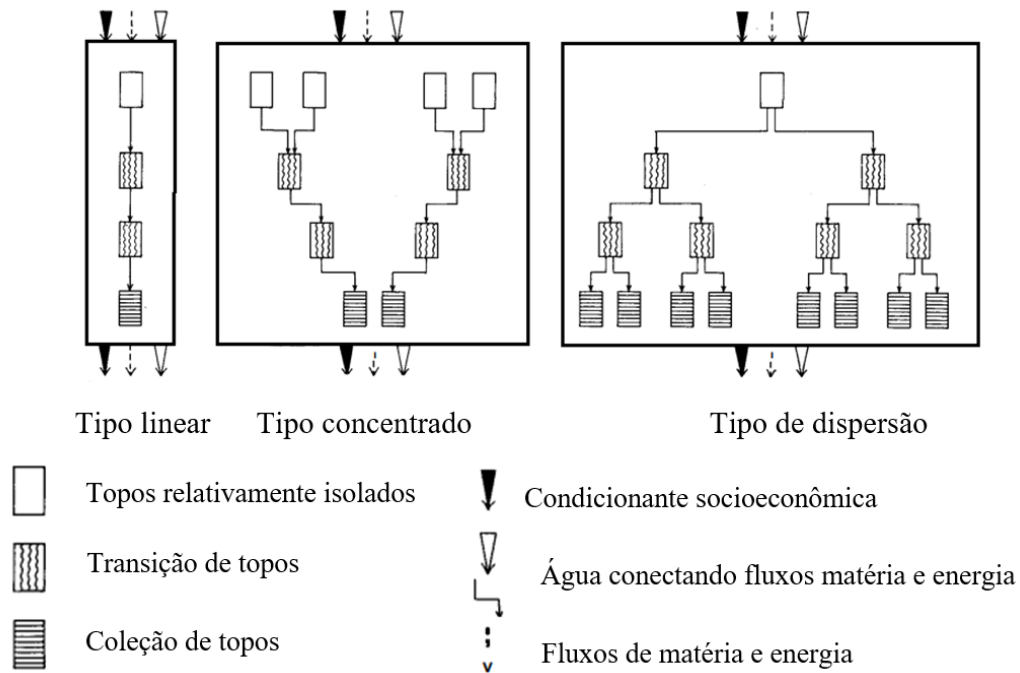 Tipo linear
Tipo concentrado
Tipo de dispersão
Topos relativamente isolados
Condicionante socioeconômica
Transição de topos
Água conectando fluxos matéria e energia
Coleção de topos
Fluxos de matéria e energia